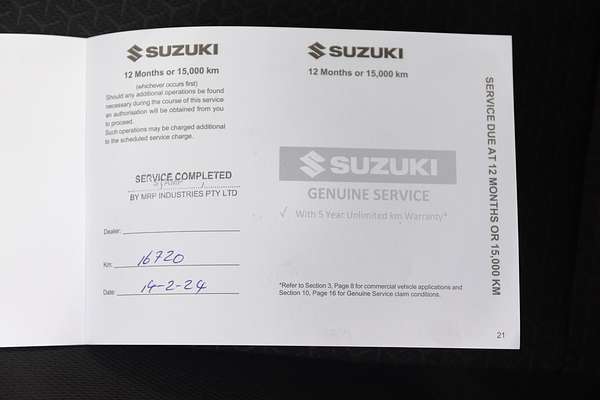 SUZUKI
12 Months or 15,000 km
(whichever occurs first)
Should any additional operations be found
necessary during the course of this service
an authorisation will be obtained from you
to proceed.
Such operations may be charged additional
to the scheduled service charge.
SERVICE COMPLETED
STAMP
BY MRP INDUSTRIES PTY LTD
Dealer:
Km: 16720
Date: 14-2-24
SUZUKI
12 Months or 15,000 km
SUZUKI
GENUINE SERVICE
√ With 5 Year Unlimited km Warranty*
*Refer to Section 3, Page 8 for commercial vehicle applications and
Section 10, Page 16 for Genuine Service claim conditions.
SERVICE DUE AT 12 MONTHS OR 15,000 KM
21